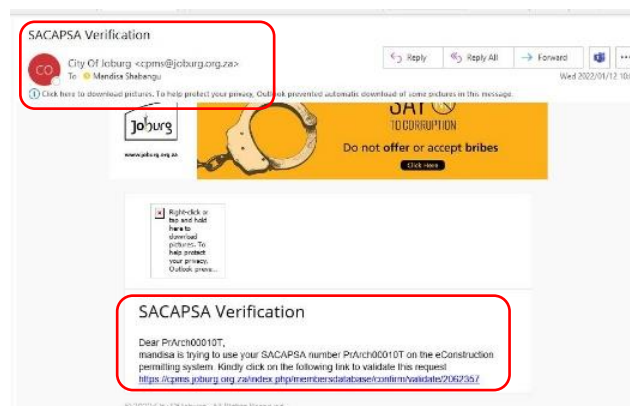 SACAPSA Verification
CO
City Of Joburg <cpms@joburg.org.za>
To Mandisa Shabangu
Reply
Reply All
Forward
Wed 2022/01/12
Click here to download pictures. To help protect your privacy, Outlook prevented automatic download of some pictures in this message.
Joburg
www.joburg.org.za
SAY
TO CORRUPTION
Do not offer or accept bribes
Click Here
Right-click or
tap and hold
here to
download
pictures. To
help protect
your privacy,
Outlook preve...
SACAPSA Verification
Dear PrArch00010T,
mandisa is trying to use your SACAPSA number PrArch00010T on the eConstruction
permitting system. Kindly click on the following link to validate this request
https://cpms.joburg.org.za/index.php/membersdatabase/confirm/validate/2062357